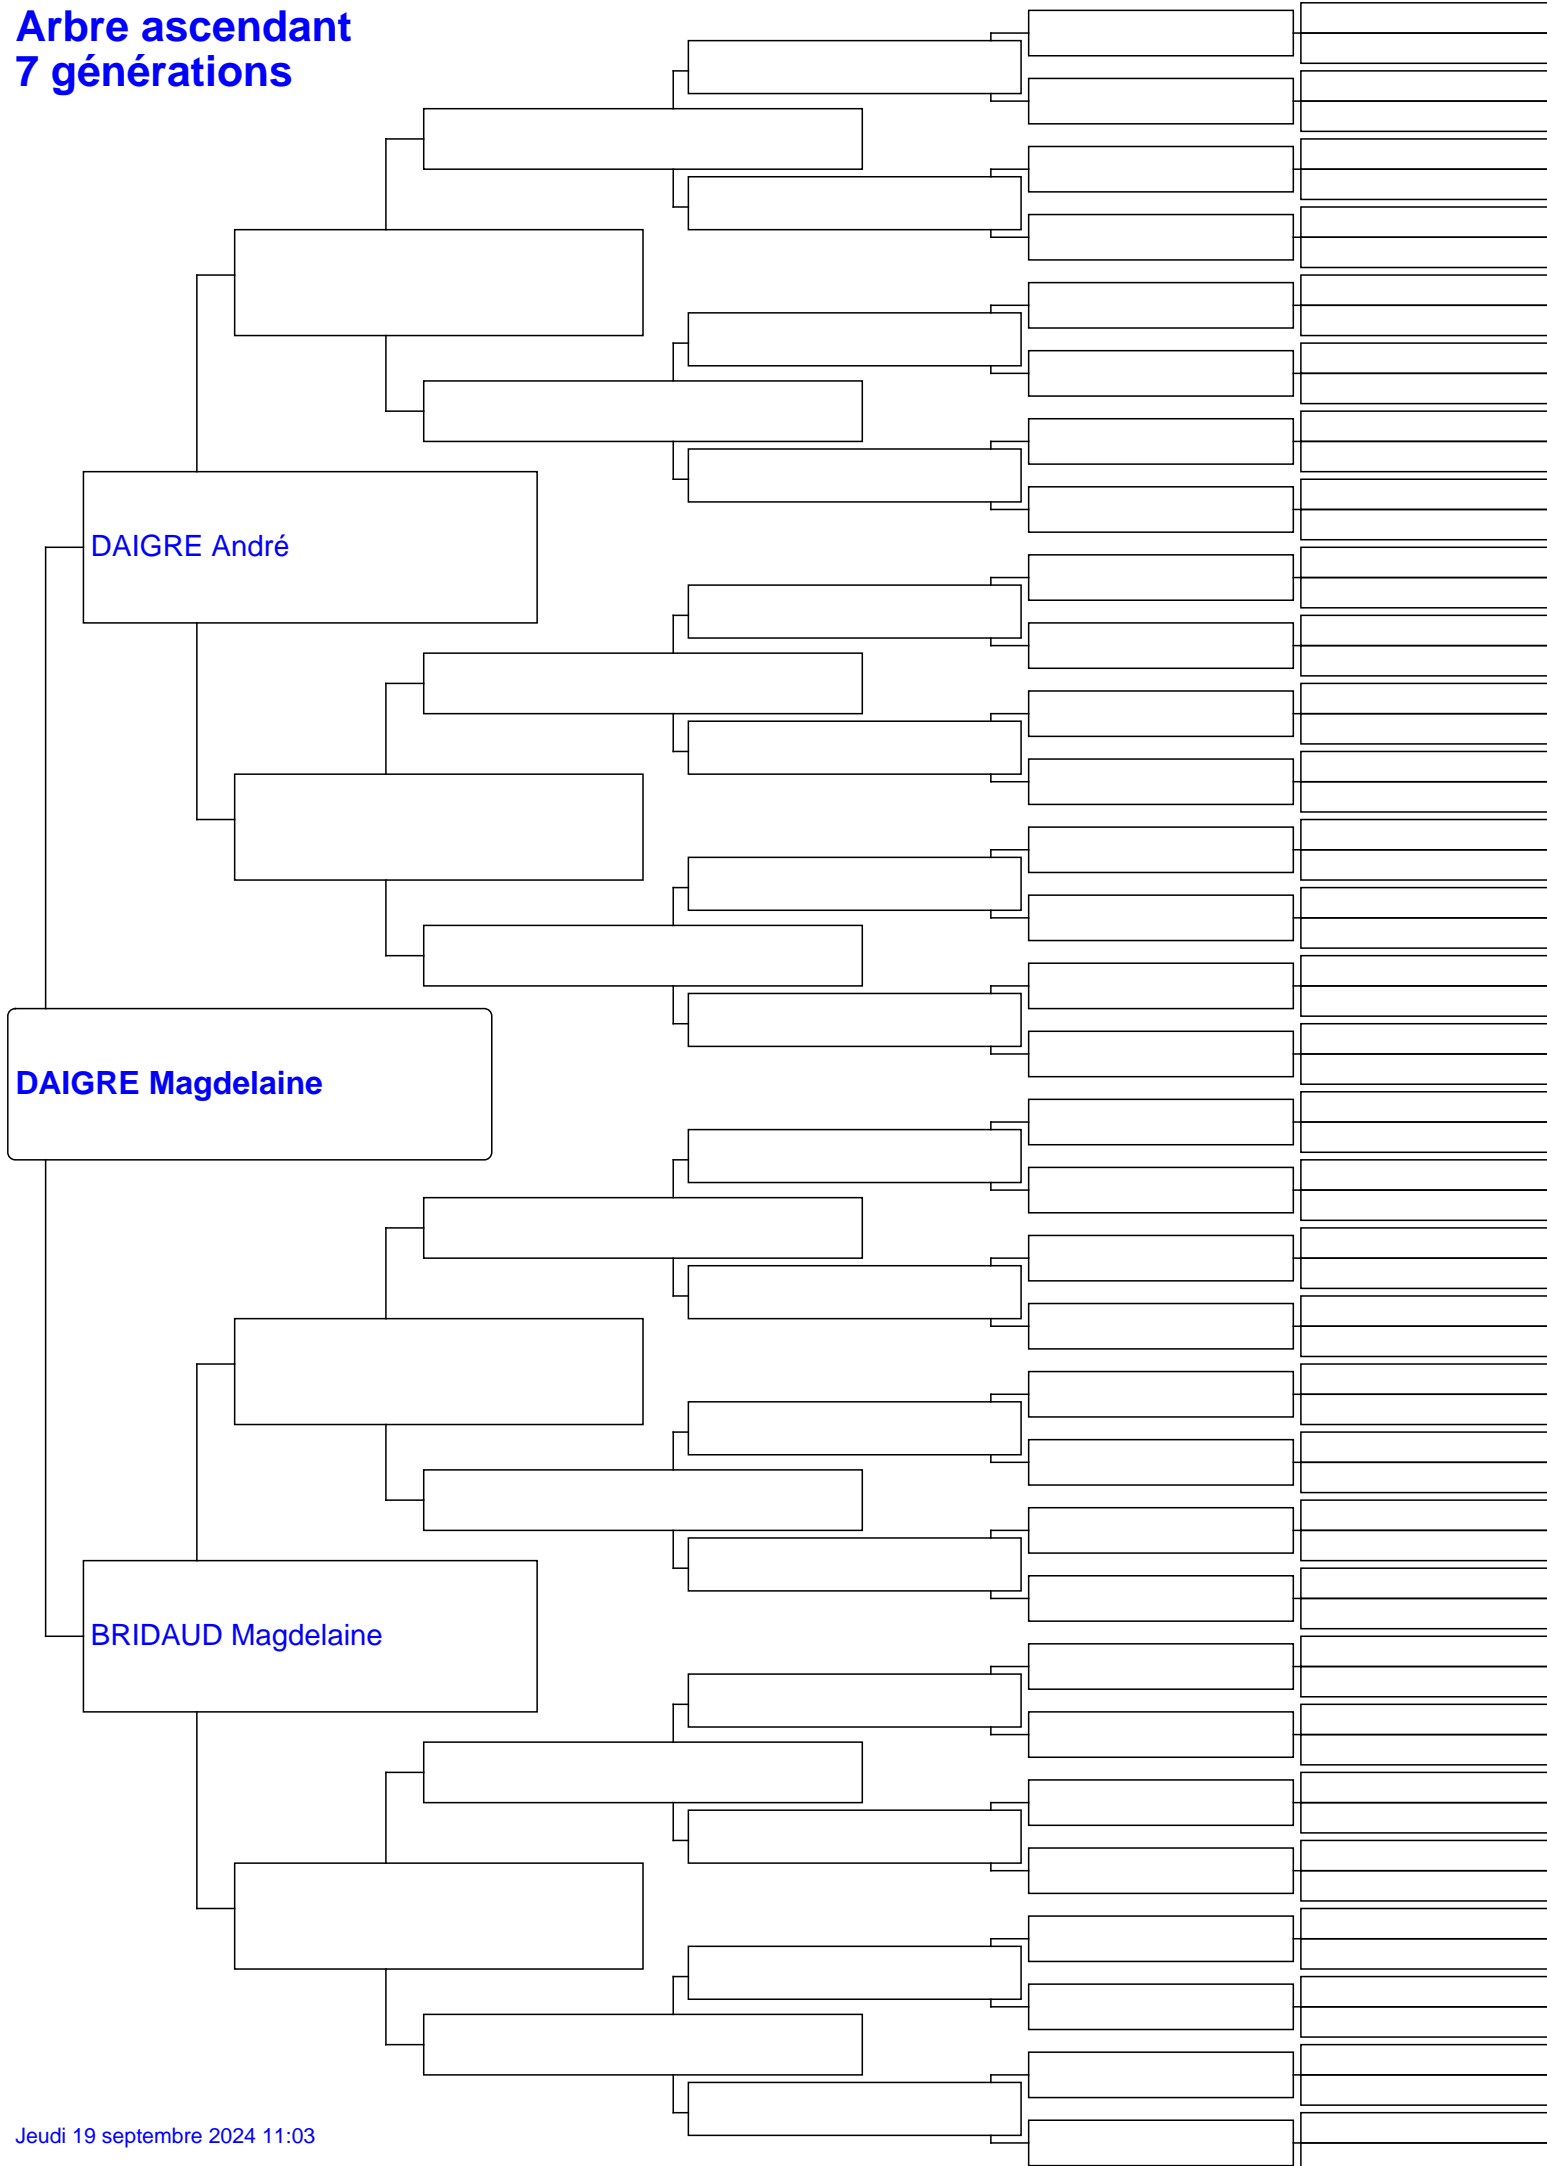 Arbre ascendant
7 générations
DAIGRE André
DAIGRE Magdelaine
BRIDAUD Magdelaine
Jeudi 19 septembre 2024 11:03